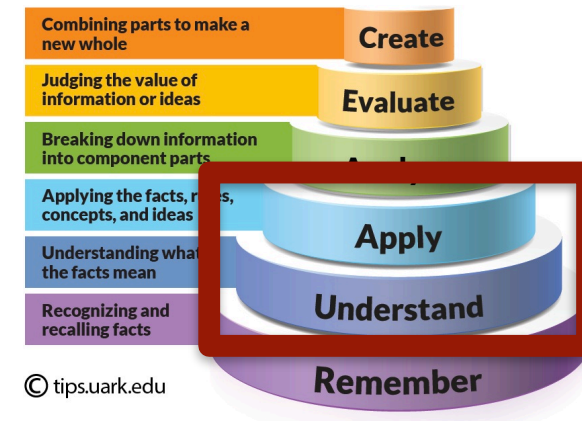 Combining parts to make a
new whole
Create
Judging the value of
information or ideas
Evaluate
Breaking down information
into component parts
Applying the facts,
concepts, and ideas
Apply
Understanding what
the facts mean
Understand
Recognizing and
recalling facts
Remember
© tips.uark.edu